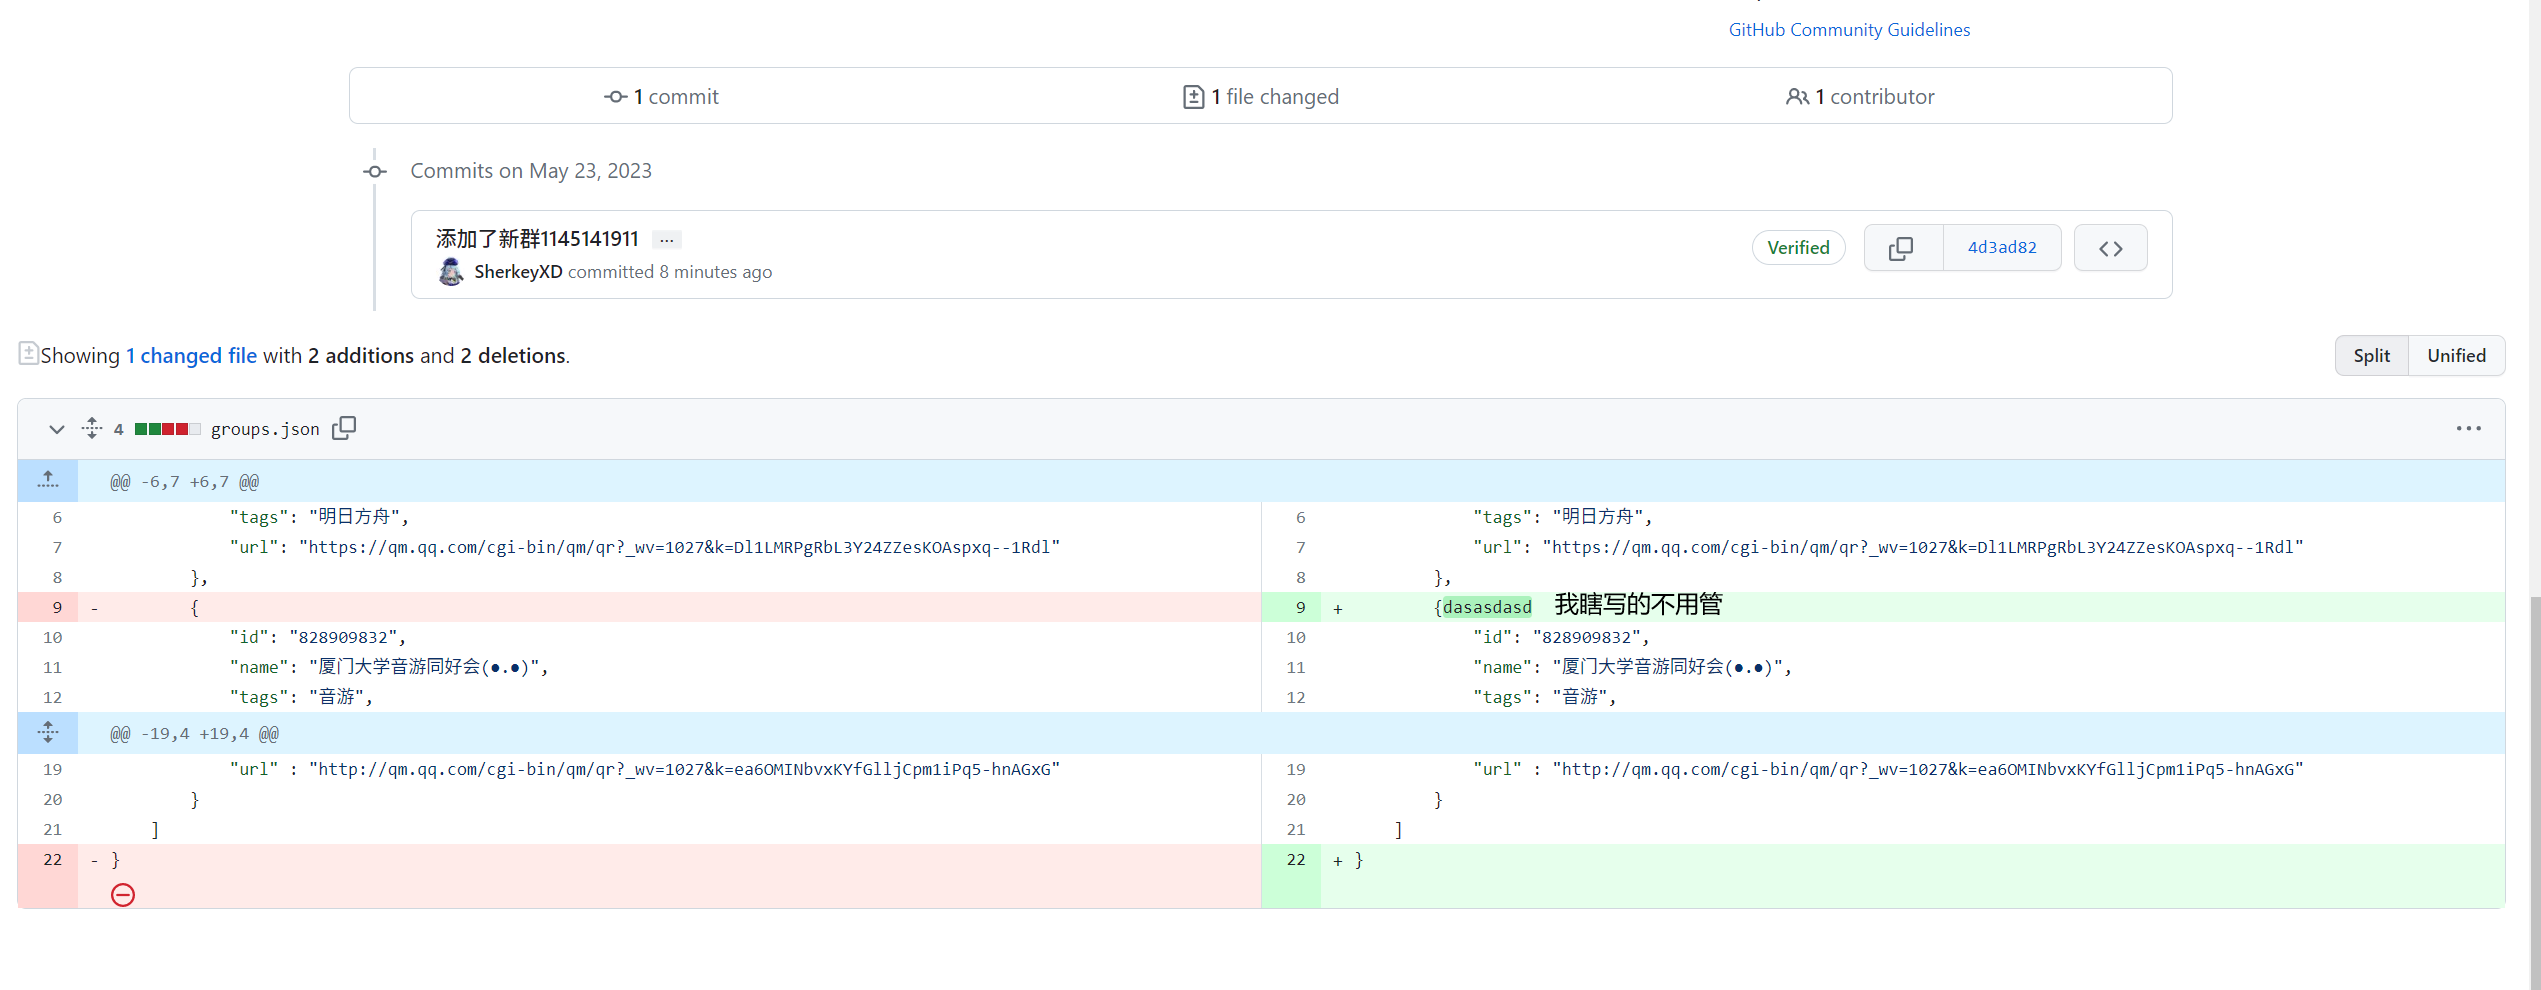 GitHub Community Guidelines
1 commit
1 file changed
1 contributor
Commits on May 23, 2023
添加了新群1145141911 ...
SherkeyXD committed 8 minutes ago
Verified
4d3ad82
Showing 1 changed file with 2 additions and 2 deletions.
Split Unified
4 groups.json
@@ -6,7 +6,7 @@
6 "tags": "明日方舟",
7 "url": "https://qm.qq.com/cgi-bin/qm/qr?_wv=1027&k=Dl1LMRPgRbL3Y24ZZesKOAspxq--1Rdl"
8 },
9 - {
10 "id": "828909832",
11 "name": "厦门大学音游同好会(●.●)",
12 "tags": "音游",
6 "tags": "明日方舟",
7 "url": "https://qm.qq.com/cgi-bin/qm/qr?_wv=1027&k=Dl1LMRPgRbL3Y24ZZesKOAspxq--1Rdl"
8 },
9 + {dasasdasd 我瞎写的不用管
10 "id": "828909832",
11 "name": "厦门大学音游同好会(●.●)",
12 "tags": "音游",
@@ -19,4 +19,4 @@
19 "url" : "http://qm.qq.com/cgi-bin/qm/qr?_wv=1027&k=ea6OMINbvxKYfGlljCpm1iPq5-hnAGxG"
20 }
21 ]
22 - }
19 "url" : "http://qm.qq.com/cgi-bin/qm/qr?_wv=1027&k=ea6OMINbvxKYfGlljCpm1iPq5-hnAGxG"
20 }
21 ]
22 + }